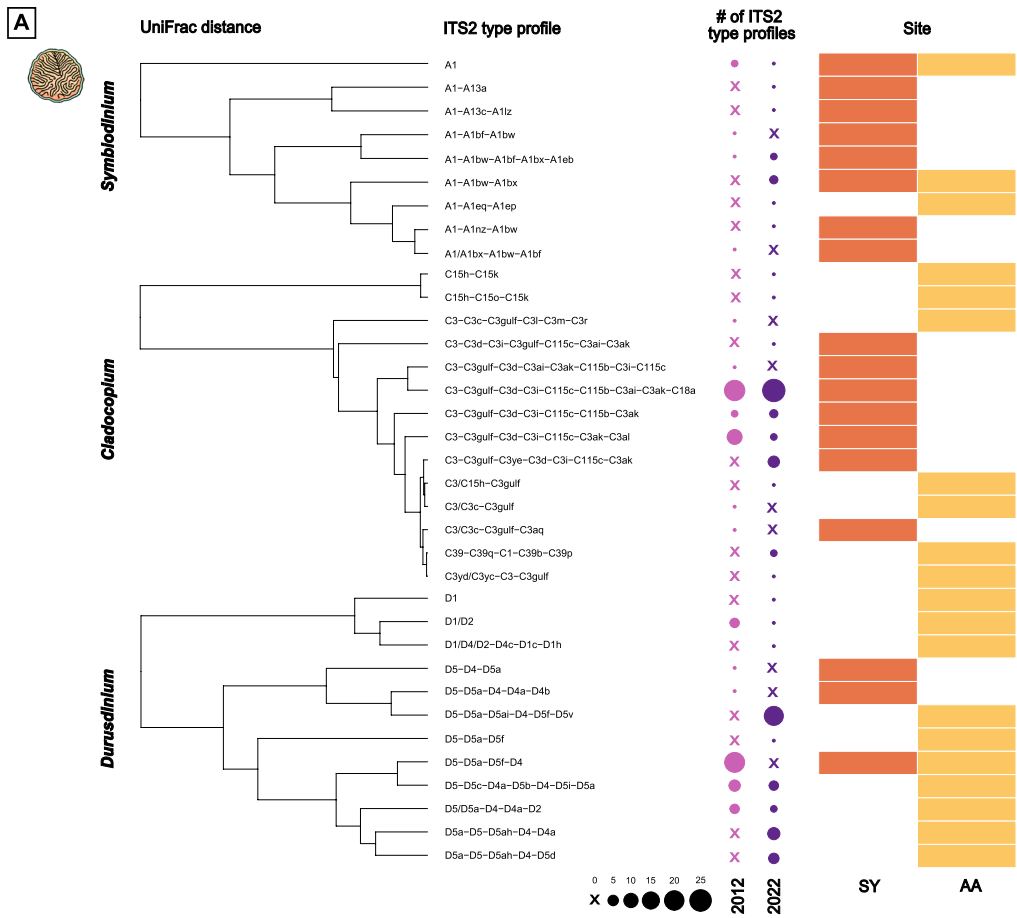 A
UniFrac distance
ITS2 type profile
# of ITS2
type profiles
Site
Symbiodinium
A1
A1−A13a
A1−A13c−A1lz
A1−A1bf−A1bw
A1−A1bw−A1bf−A1bx−A1eb
A1−A1bw−A1bx
A1−A1eq−A1ep
A1−A1nz−A1bw
A1/A1bx−A1bw−A1bf
Cladocopium
C15h−C15k
C15h−C15o−C15k
C3−C3c−C3gulf−C3l−C3m−C3r
C3−C3d−C3i−C3gulf−C115c−C3ai−C3ak
C3−C3gulf−C3d−C3ai−C3ak−C115b−C3i−C115c
C3−C3gulf−C3d−C3i−C115c−C115b−C3ai−C3ak−C18a
C3−C3gulf−C3d−C3i−C115c−C115b−C3ak
C3−C3gulf−C3d−C3i−C115c−C3ak−C3al
C3−C3gulf−C3ye−C3d−C3i−C115c−C3ak
C3/C15h−C3gulf
C3/C3c−C3gulf
C3/C3c−C3gulf−C3aq
C39−C39q−C1−C39b−C39p
C3yd/C3yc−C3−C3gulf
Durusdinium
D1
D1/D2
D1/D4/D2−D4c−D1c−D1h
D5−D4−D5a
D5−D5a−D4−D4a−D4b
D5−D5a−D5ai−D4−D5f−D5v
D5−D5a−D5f
D5−D5a−D5f−D4
D5−D5c−D4a−D5b−D4−D5i−D5a
D5/D5a−D4−D4a−D2
D5a−D5−D5ah−D4−D4a
D5a−D5−D5ah−D4−D5d
0 5 10 15 20 25
2012
2022
SY
AA